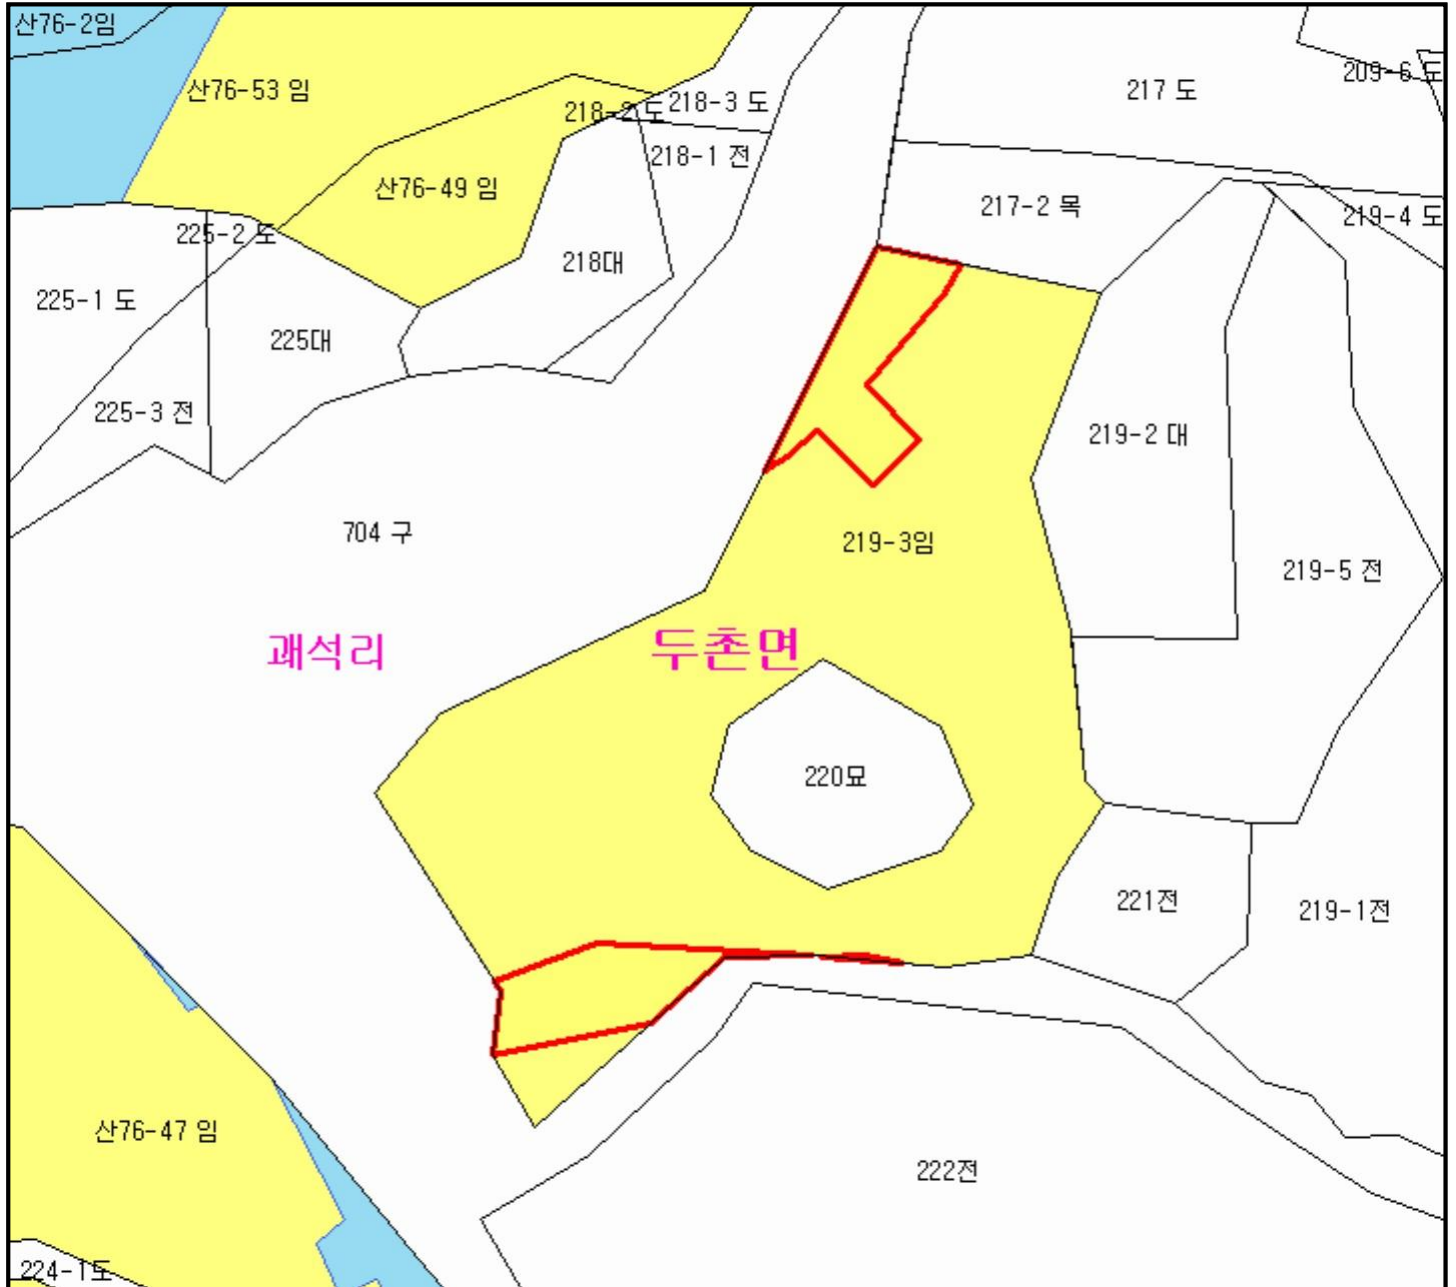 산76-2임
산76-53 임
218-2 도
218-3 도
217 도
209-6 도
산76-49 임
218-1 전
217-2 목
219-4 도
225-2 도
218대
225-1 도
225대
225-3 전
219-2 대
704 구
219-3임
219-5 전
괘석리
두촌면
220묘
221전
219-1전
산76-47 임
222전
224-1도